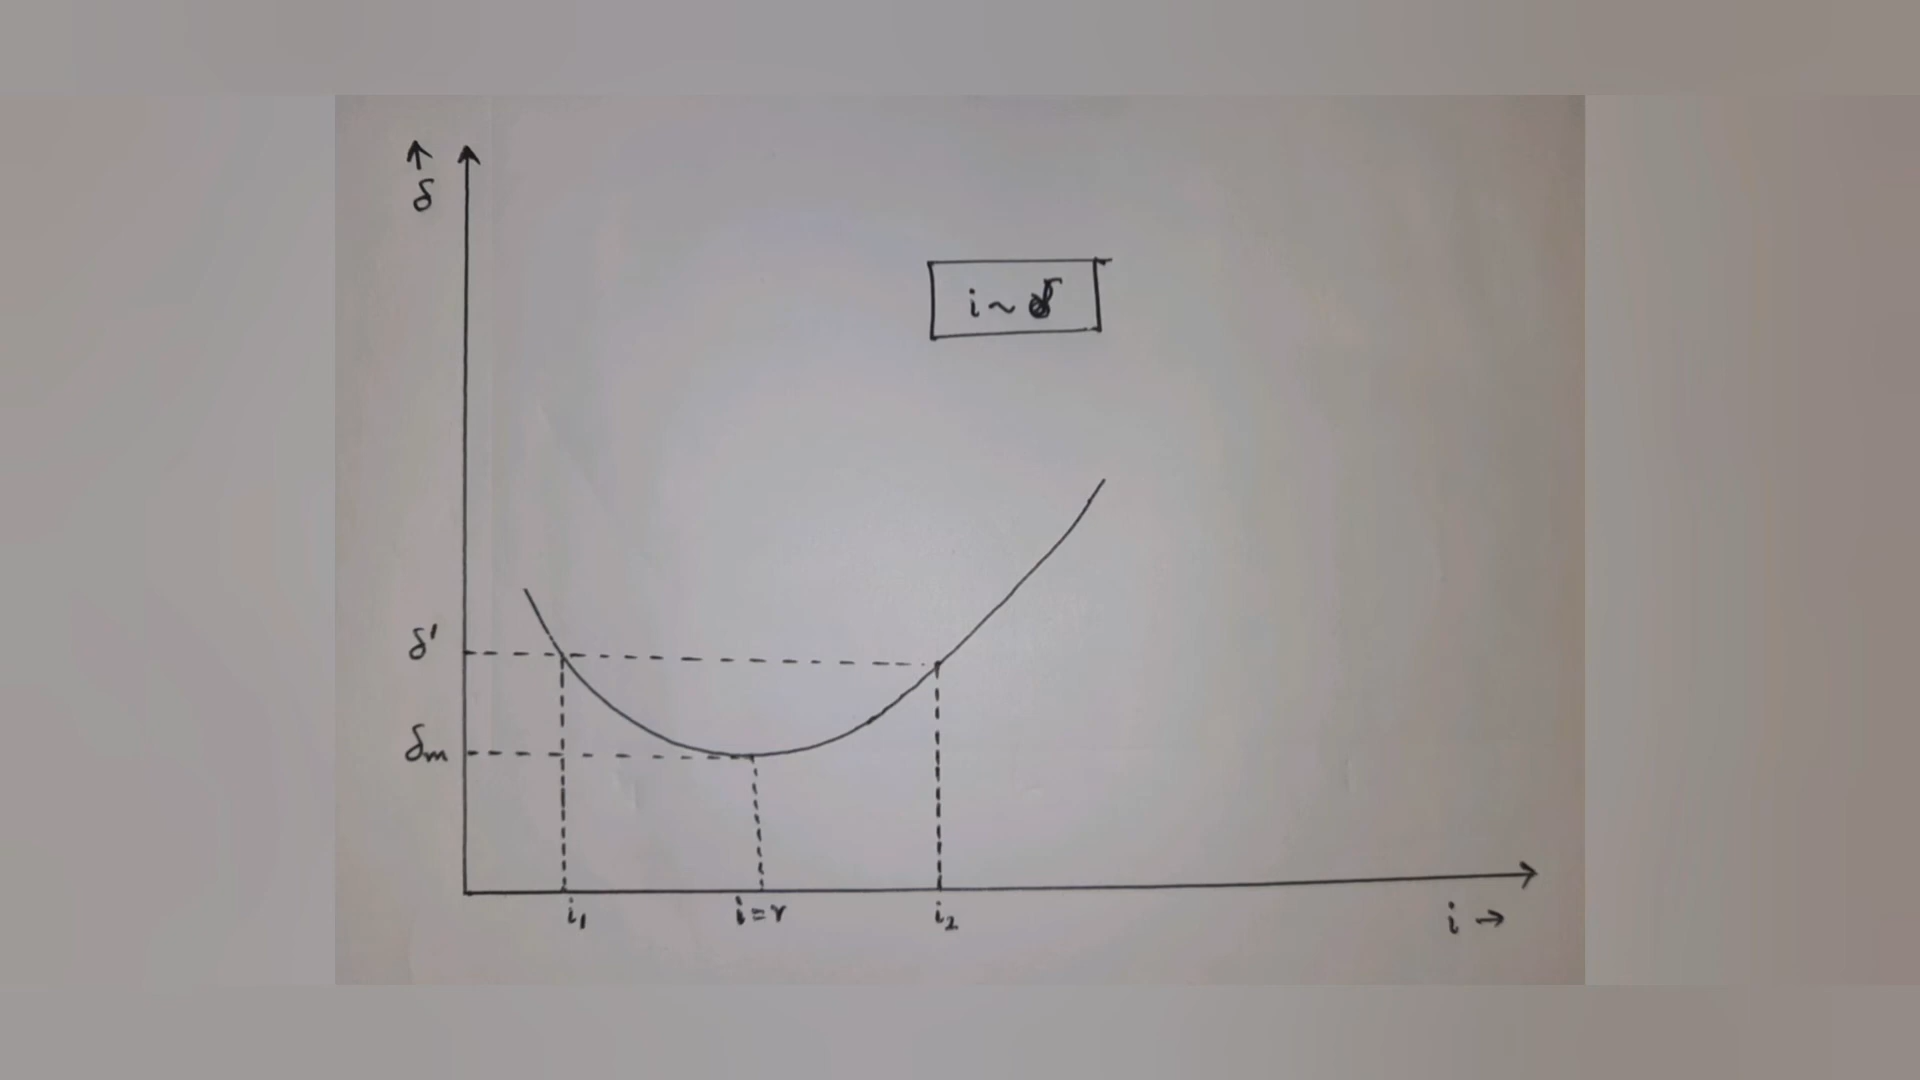 ↑
δ
i ~ δ
δ'
δm
i₁
i=r
i₂
i →